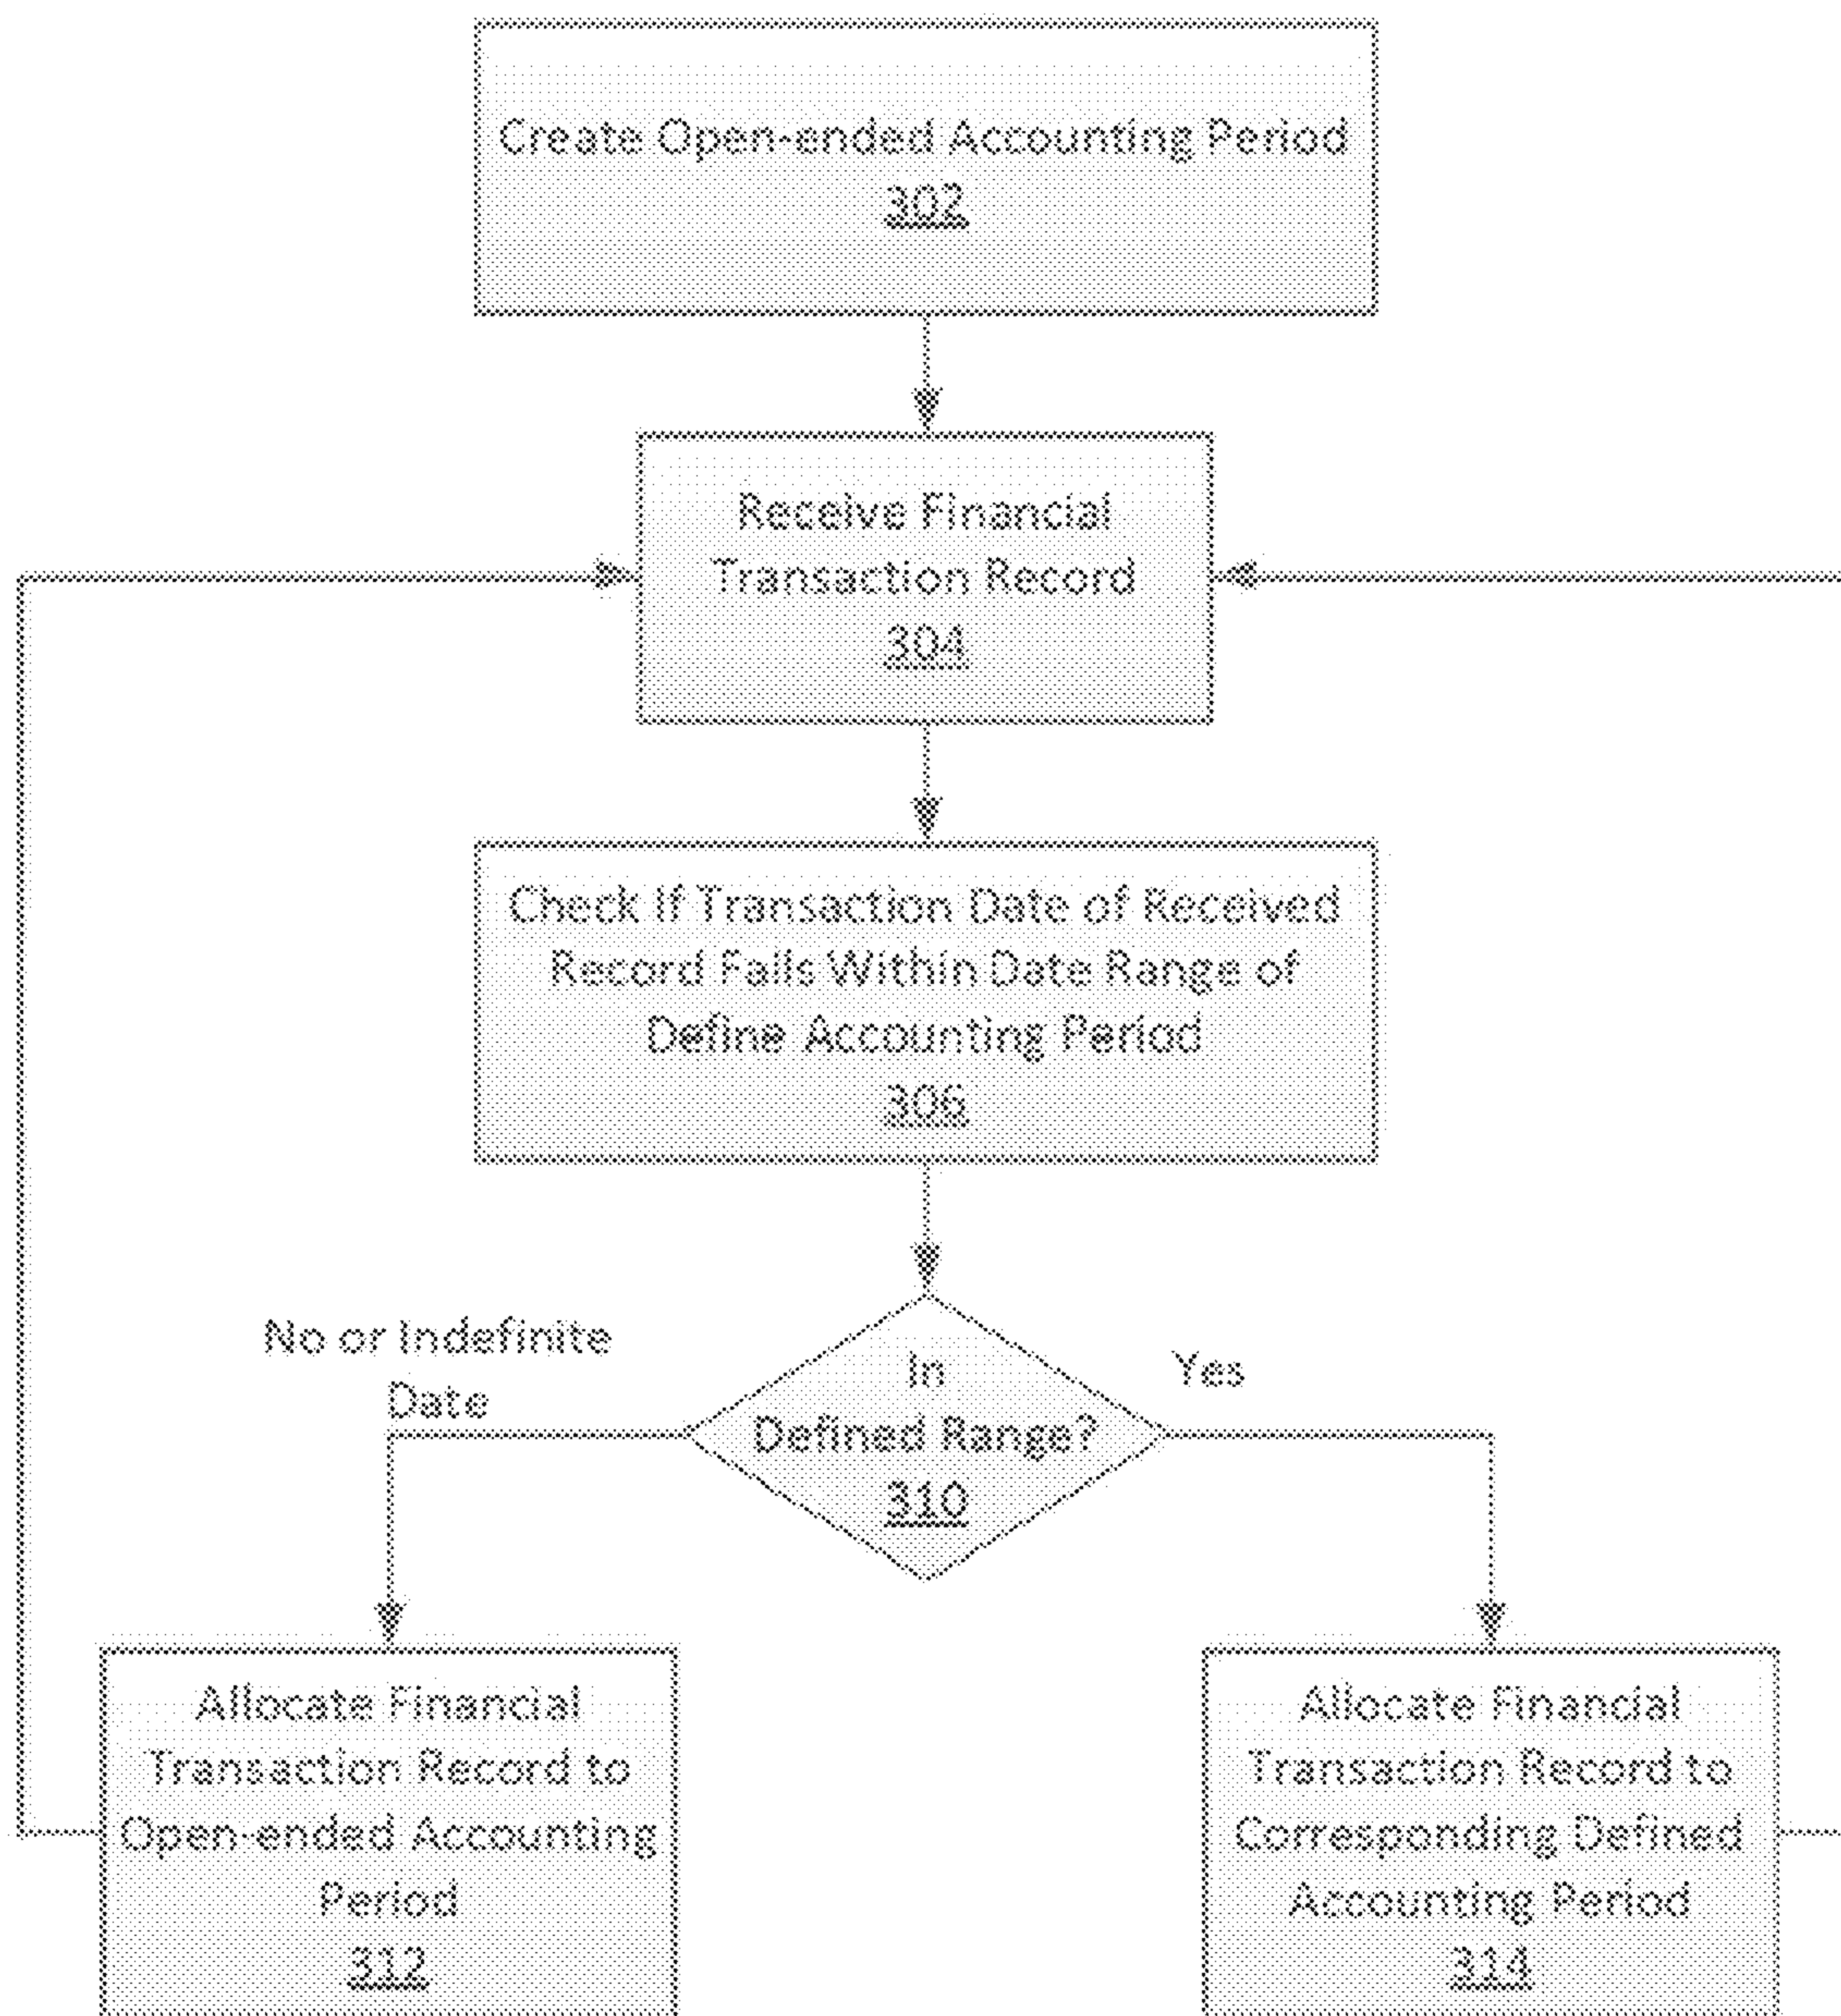 Create Open-ended Accounting Period
302
Receive Financial
Transaction Record
304
Check If Transaction Date of Received
Record Falls Within Date Range of
Define Accounting Period
306
No or Indefinite
Date
In
Defined Range?
310
Yes
Allocate Financial
Transaction Record to
Open-ended Accounting
Period
312
Allocate Financial
Transaction Record to
Corresponding Defined
Accounting Period
314